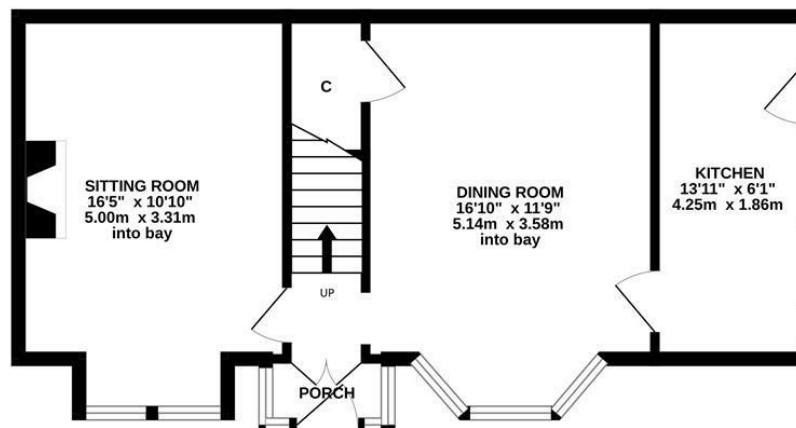 SITTING ROOM
16'5" x 10'10"
5.00m x 3.31m
into bay
C
UP
PORCH
DINING ROOM
16'10" x 11'9"
5.14m x 3.58m
into bay
KITCHEN
13'11" x 6'1"
4.25m x 1.86m